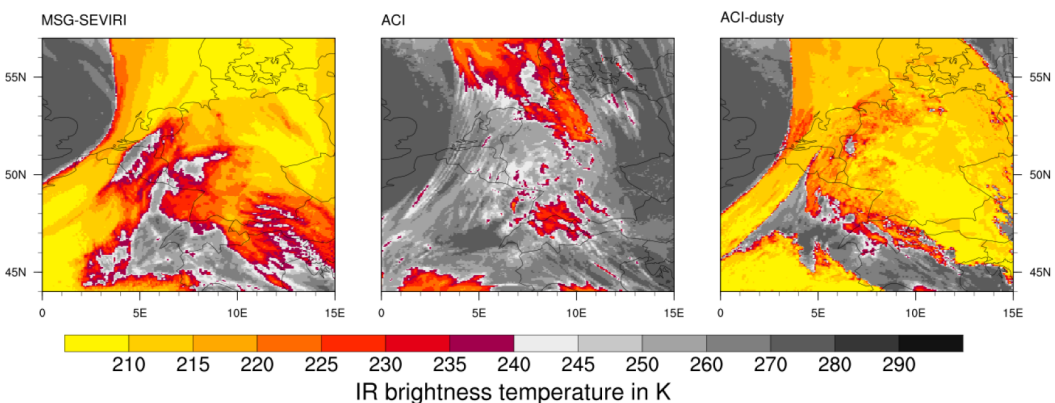 MSG-SEVIRI
ACI
ACI-dusty
55N
55N
50N
50N
45N
45N
0 5E 10E 15E
0 5E 10E 15E
0 5E 10E 15E
210 215 220 225 230 235 240 245 250 260 270 280 290
IR brightness temperature in K